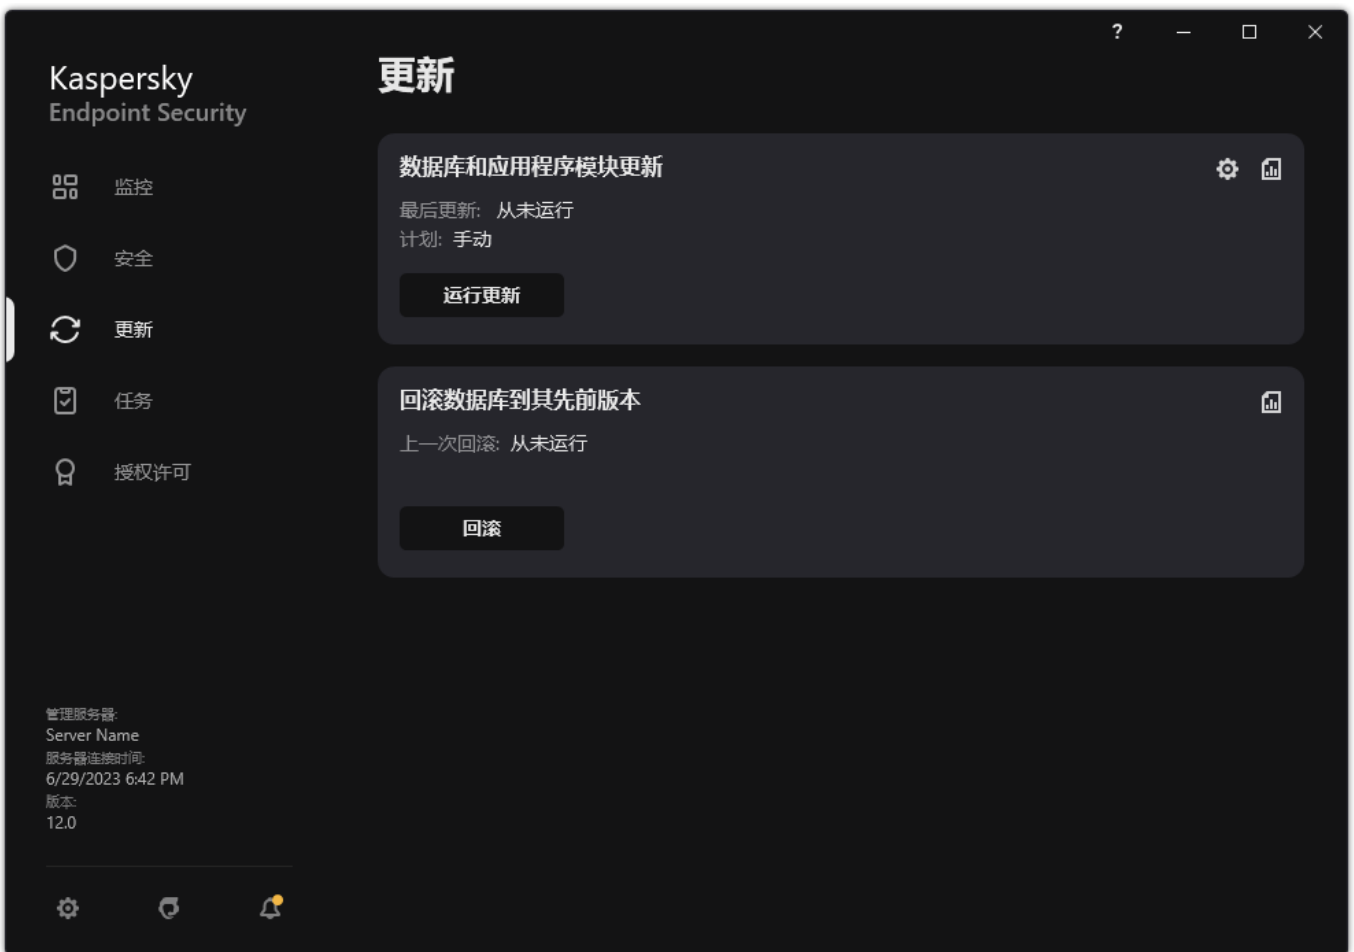 ?
Kaspersky
Endpoint Security
监控
安全
更新
任务
授权许可
管理服务器:
Server Name
服务器连接时间:
6/29/2023 6:42 PM
版本:
12.0
更新
数据库和应用程序模块更新
最后更新: 从未运行
计划: 手动
运行更新
回滚数据库到其先前版本
上一次回滚: 从未运行
回滚